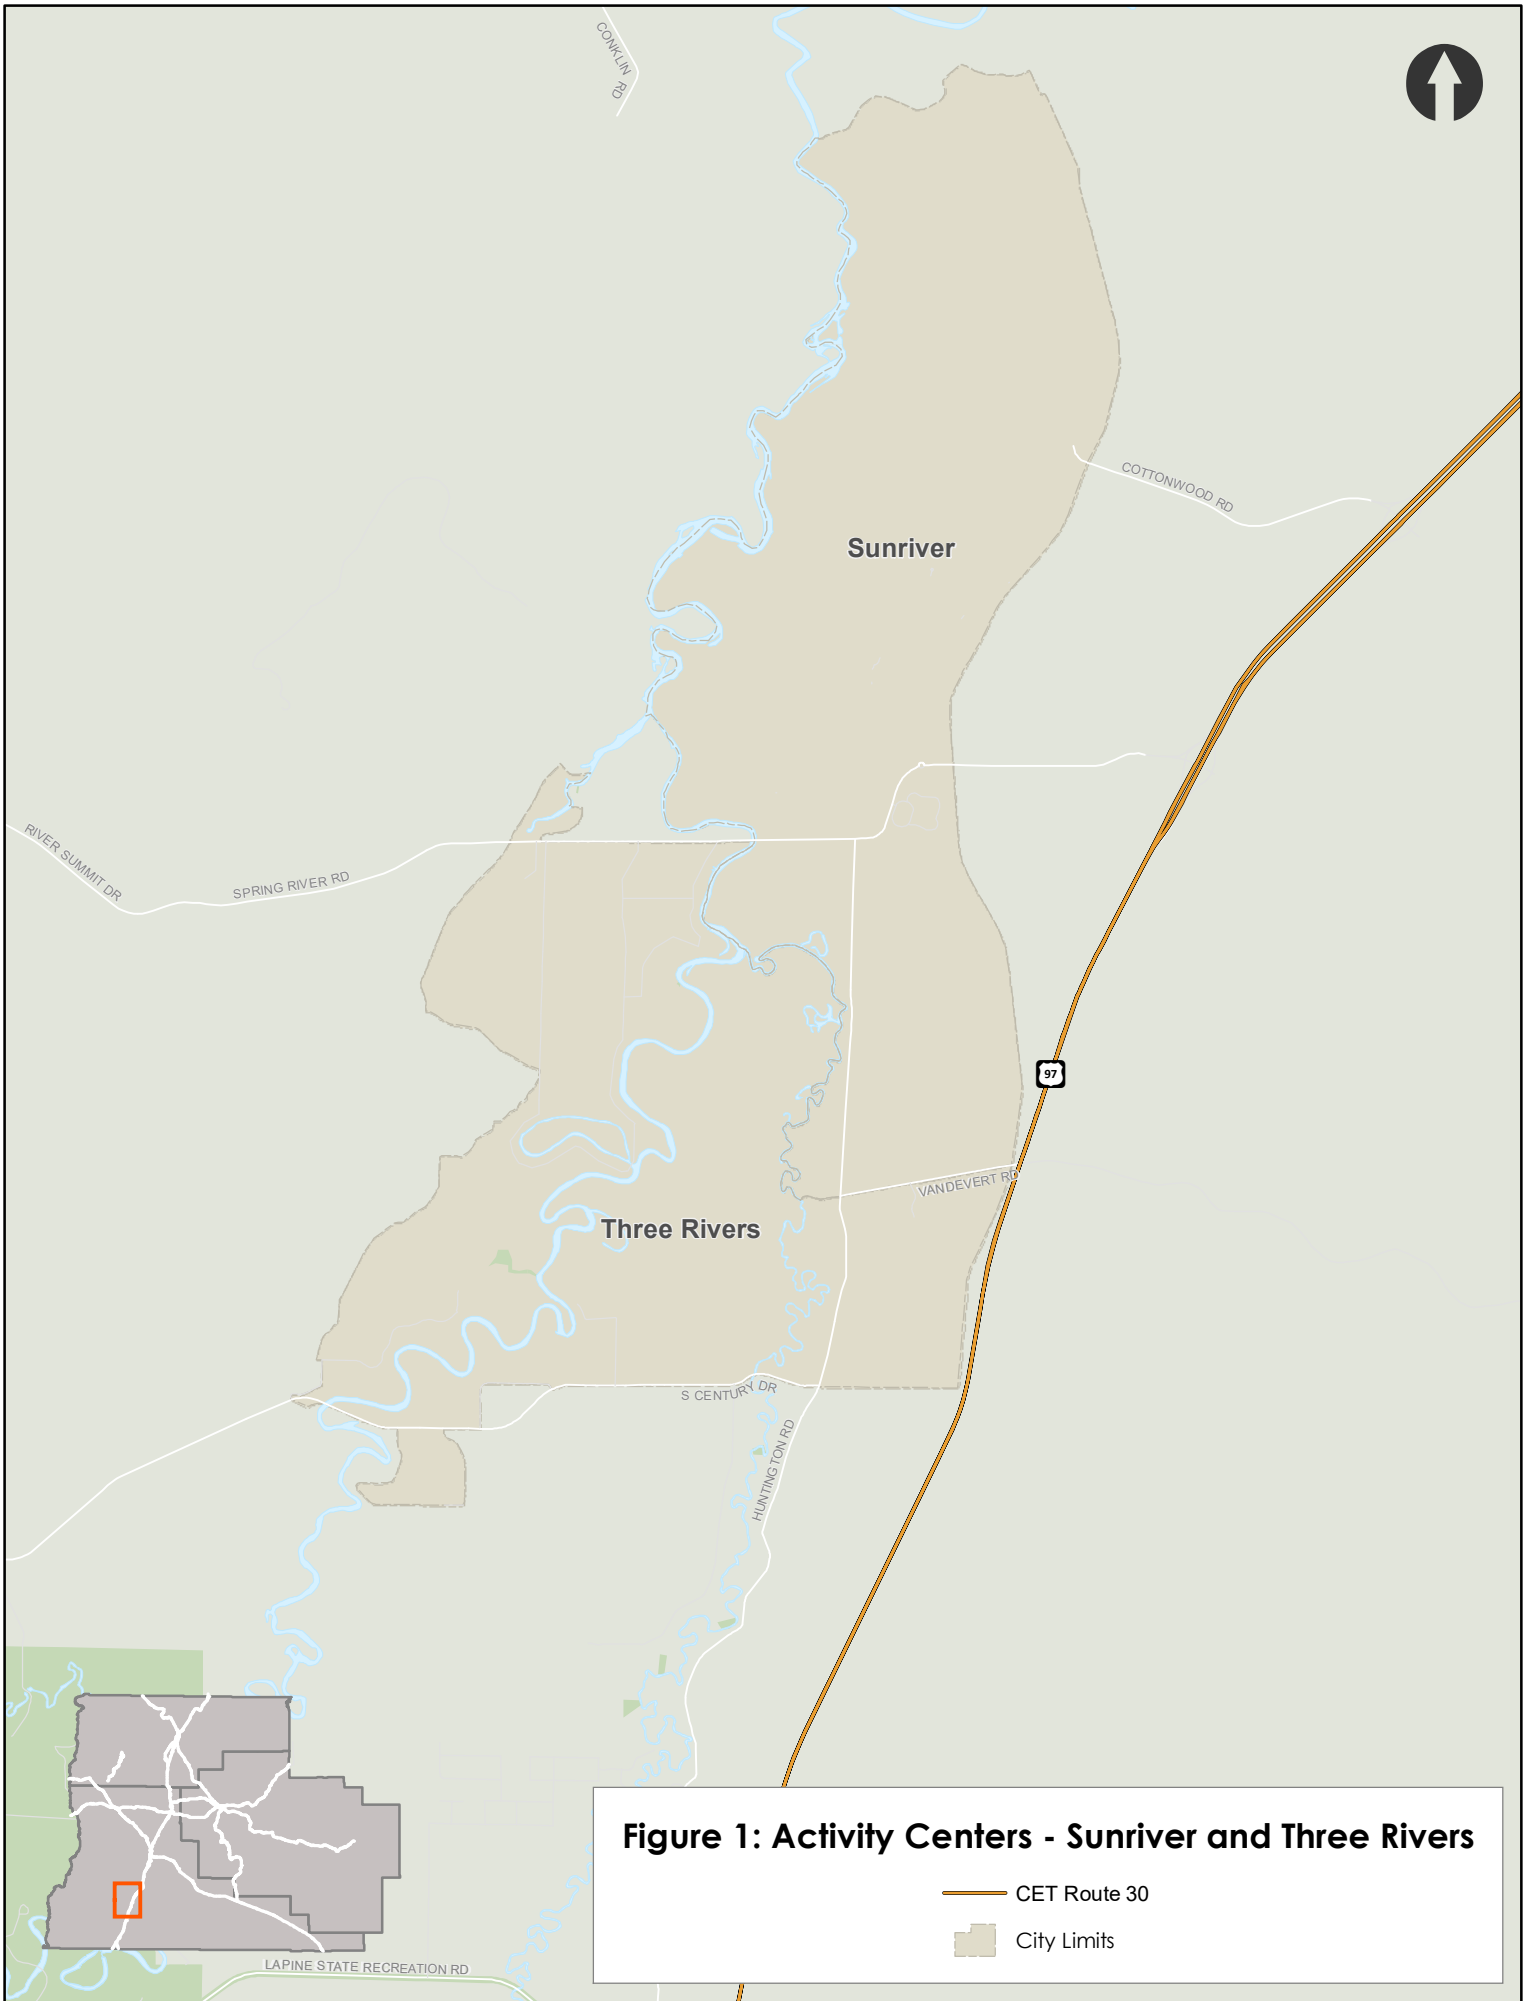 CONKLIN RD
COTTONWOOD RD
Sunriver
RIVER SUMMIT DR
SPRING RIVER RD
97
VANDEVERT RD
Three Rivers
S CENTURY DR
HUNTINGTON RD
Figure 1: Activity Centers - Sunriver and Three Rivers
CET Route 30
City Limits
LAPINE STATE RECREATION RD